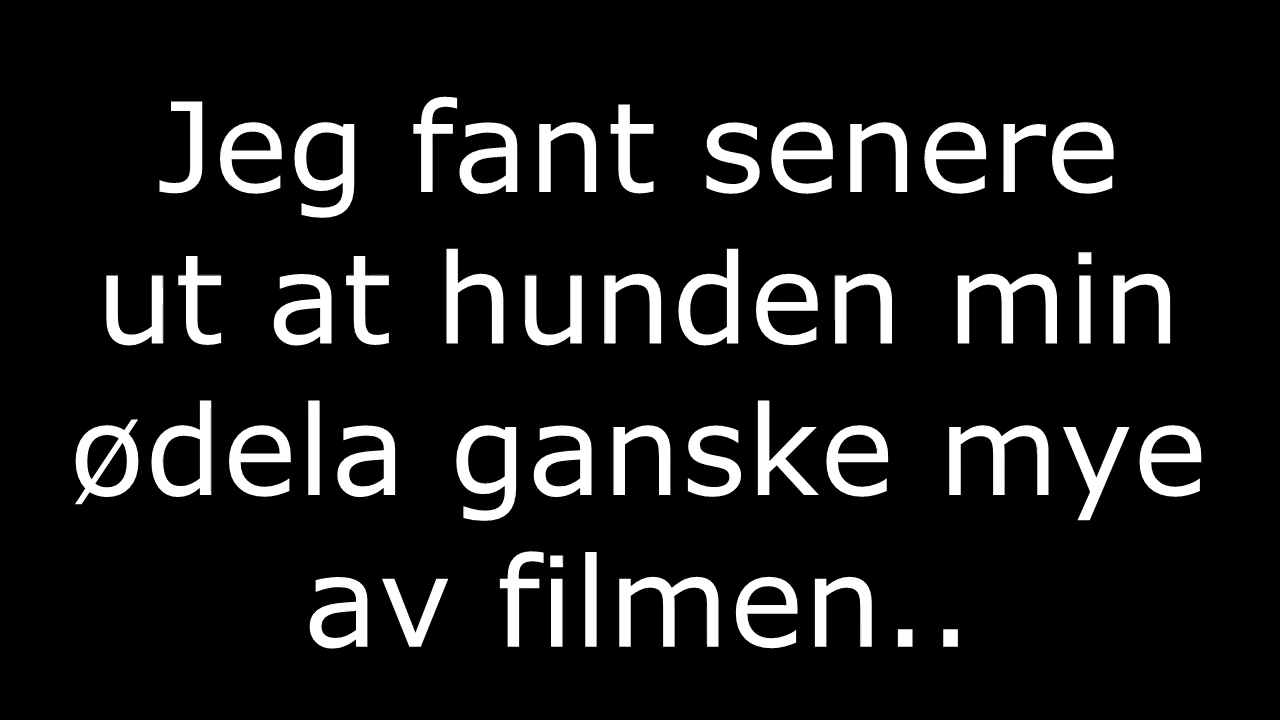 Jeg fant senere
ut at hunden min
ødela ganske mye
av filmen..